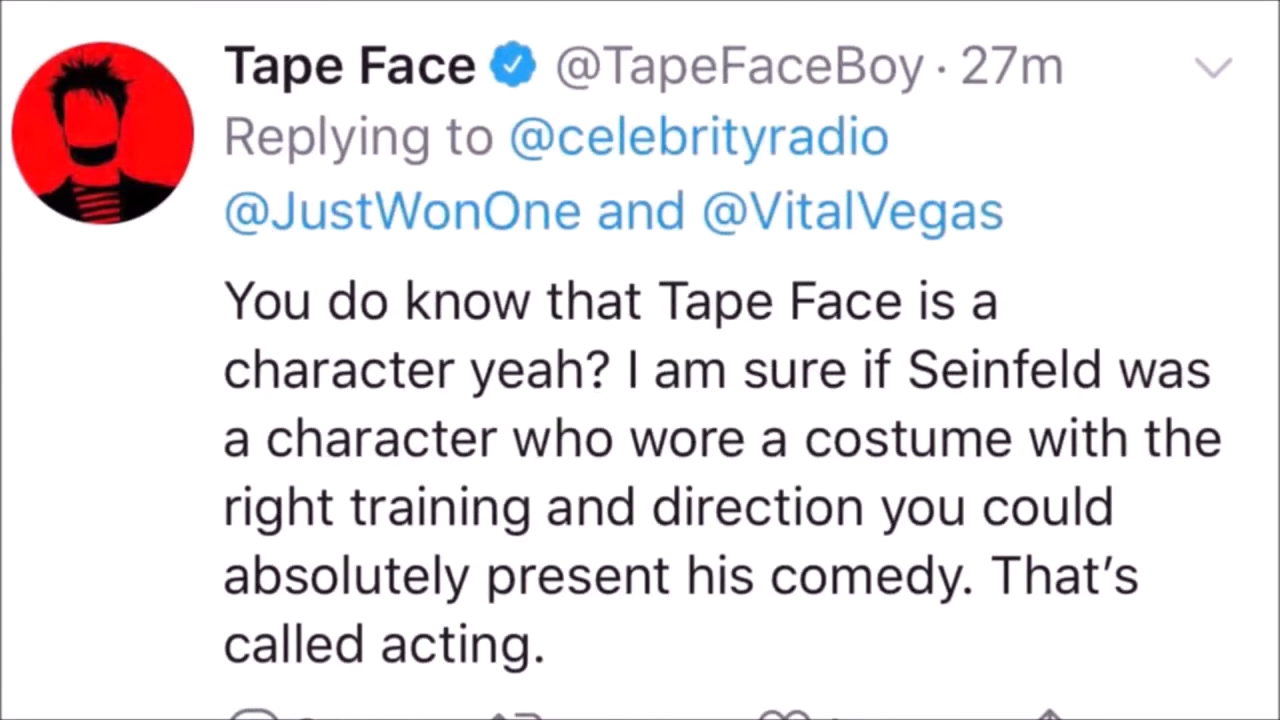 Tape Face @TapeFaceBoy · 27m
Replying to @celebrityradio
@JustWonOne and @VitalVegas
You do know that Tape Face is a
character yeah? I am sure if Seinfeld was
a character who wore a costume with the
right training and direction you could
absolutely present his comedy. That's
called acting.